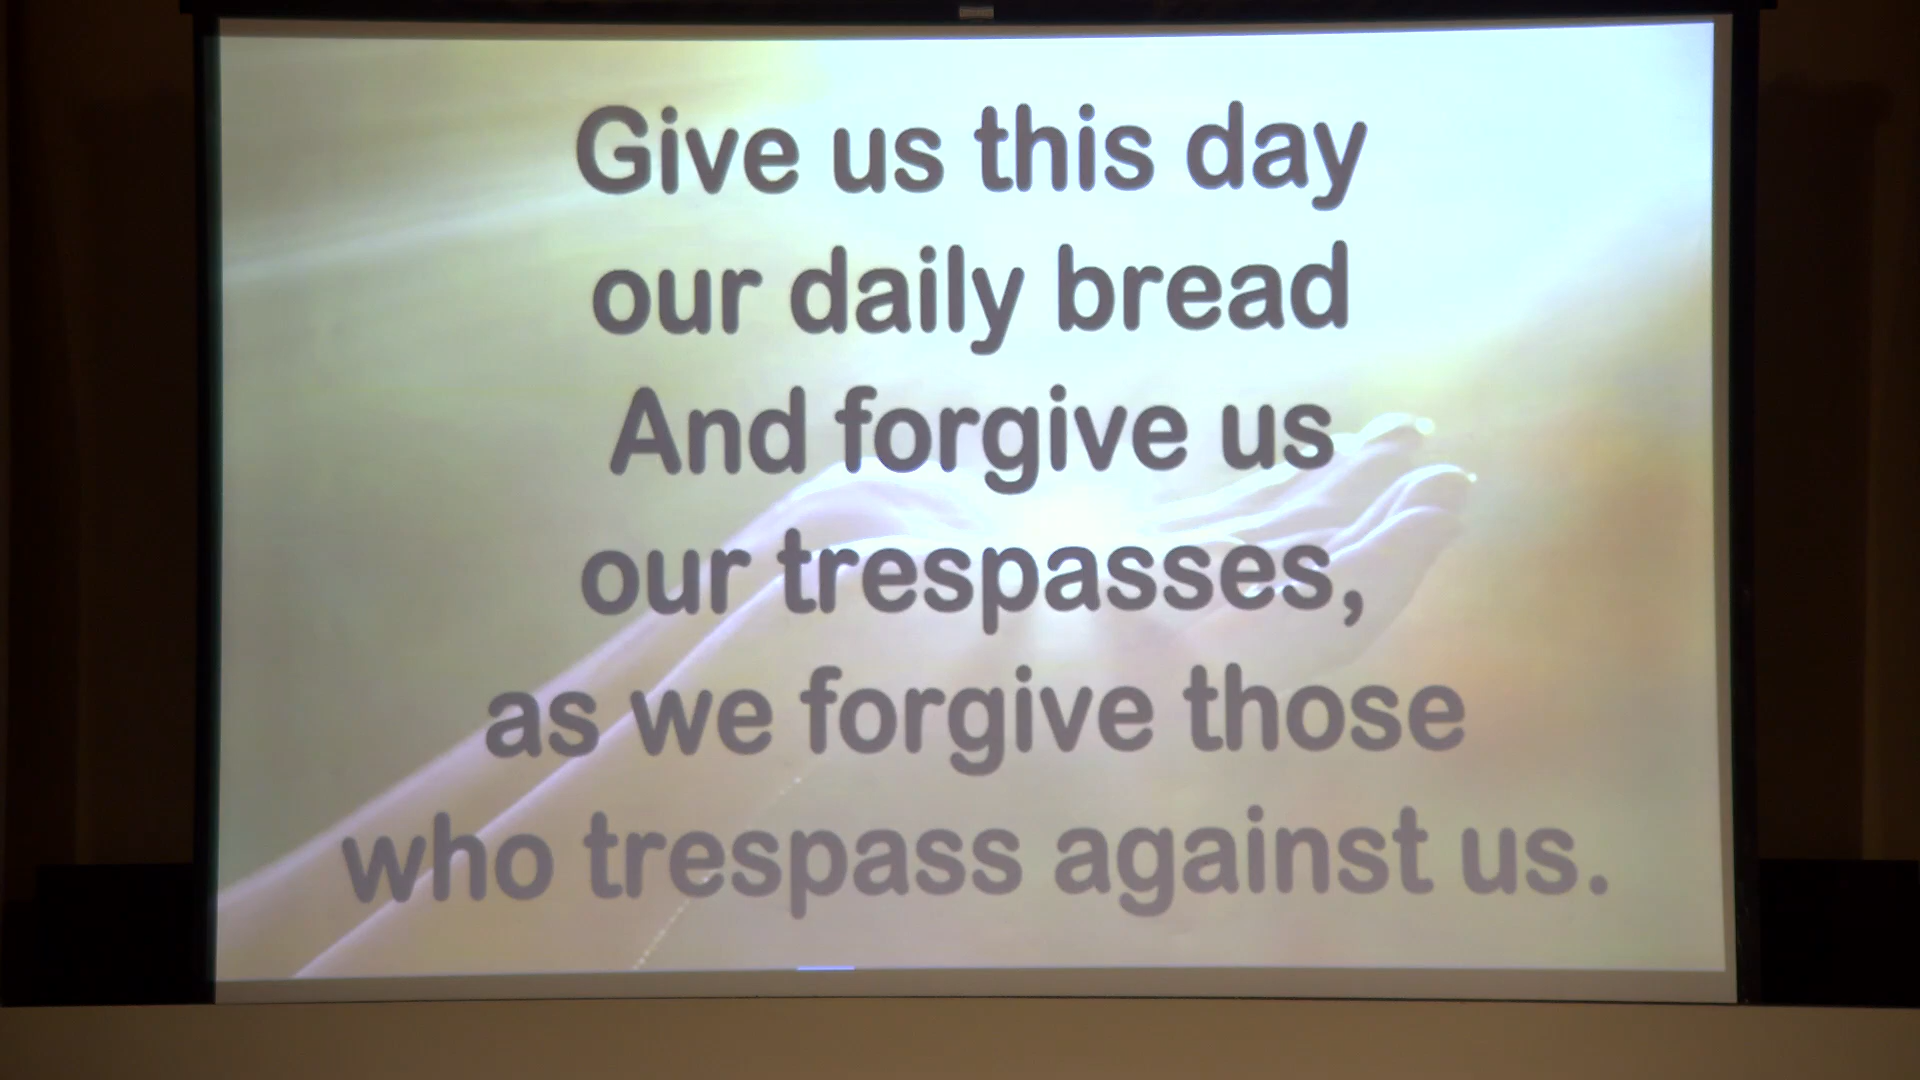 Give us this day
our daily bread
And forgive us
our trespasses,
as we forgive those
who trespass against us.